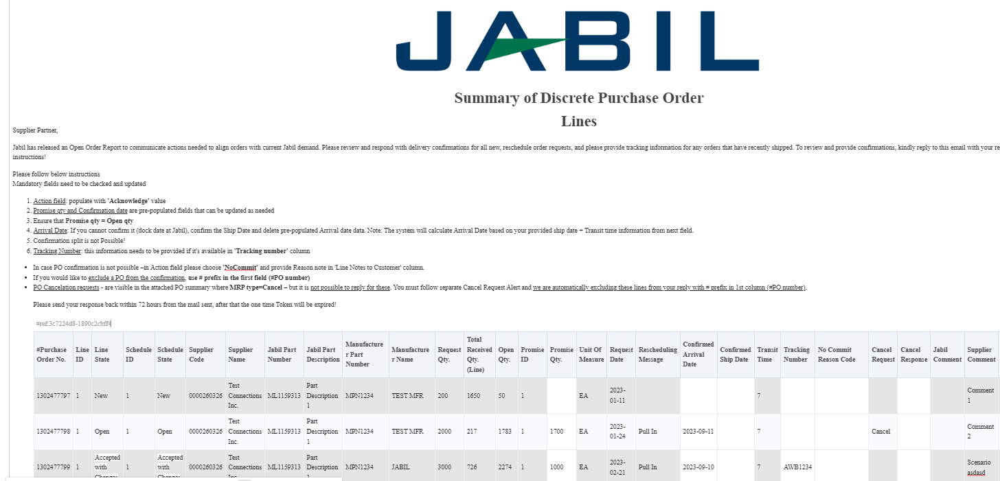 JABIL
Summary of Discrete Purchase Order
Lines
Supplier Partner,
Jabil has released an Open Order Report to communicate actions needed to align orders with current Jabil demand. Please review and respond with delivery confirmations for all new, reschedule order requests, and please provide tracking information for any orders that have recently shipped. To review and provide confirmations, kindly reply to this email with your re
instructions!
Please follow below instructions
Mandatory fields need to be checked and updated
1. Action field: populate with 'Acknowledge' value
2. Promise qty and Confirmation date are pre-populated fields that can be updated as needed
3. Ensure that Promise qty = Open qty
4. Arrival Date: If you cannot confirm it (dock date at Jabil), confirm the Ship Date and delete pre-populated Arrival date data. Note: The system will calculate Arrival Date based on your provided ship date + Transit time information from next field.
5. Confirmation split is not Possible!
6. Tracking Number: this information needs to be provided if it's available in 'Tracking number' column
• In case PO confirmation is not possible –in Action field please choose 'NoCommit' and provide Reason note in 'Line Notes to Customer' column.
• If you would like to exclude a PO from the confirmation, use # prefix in the first field (#PO number)
• PO Cancelation requests - are visible in the attached PO summary where MRP type=Cancel – but it is not possible to reply for these. You must follow separate Cancel Request Alert and we are automatically excluding these lines from your reply with # prefix in 1st column (#PO number).
Please send your response back within 72 hours from the mail sent, after that the one time Token will be expired!
#ref:3c7224d8-1890c2cbff4
#Purchase Order No. Line ID Line State Schedule ID Schedule State Supplier Code Supplier Name Jabil Part Number Jabil Part Description Manufacturer Part Number Manufacturer Name Request Qty. Total Received Qty. (Line) Open Qty. Promise ID Promise Qty. Unit Of Measure Request Date Rescheduling Message Confirmed Arrival Date Confirmed Ship Date Transit Time Tracking Number No Commit Reason Code Cancel Request Cancel Response Jabil Comment Supplier Comment
1302477797 1 New 1 New 0000260326 Test Connections Inc. ML1159313 Part Description 1 MPN1234 TEST MFR 200 1650 50 1 EA 2023-01-11 7 Comment 1
1302477798 1 Open 1 Open 0000260326 Test Connections Inc. ML1159313 Part Description 1 MPN1234 TEST MFR 2000 217 1783 1 1700 EA 2023-01-24 Pull In 2023-09-11 7 Cancel Comment 2
1302477799 1 Accepted with Changes 1 Accepted with Changes 0000260326 Test Connections Inc. ML1159313 Part Description 1 MPN1234 JABIL 3000 726 2274 1 1000 EA 2023-02-21 Pull In 2023-09-10 7 AWB1234 Scenario asdasd